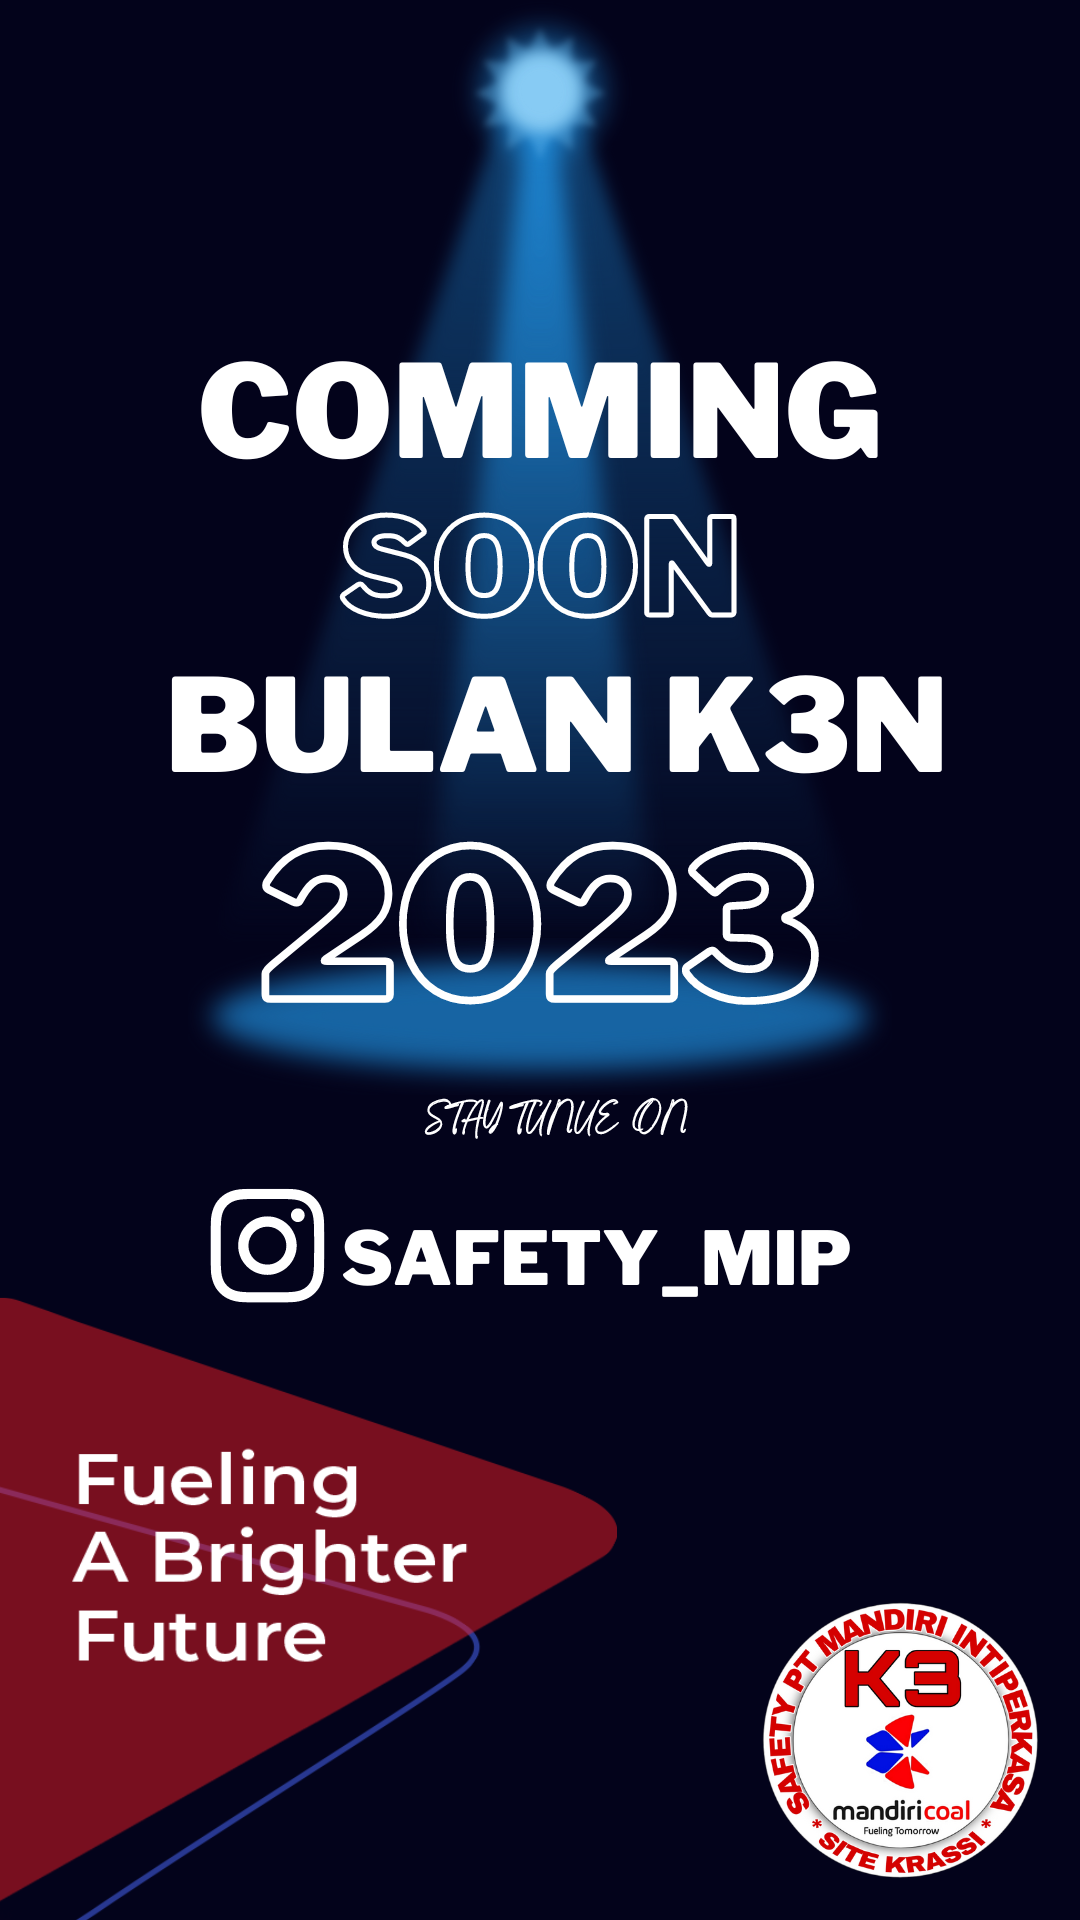 COMMING
SOON
BULAN K3N
2023
STAY TUNUE ON
SAFETY_MIP
Fueling
A Brighter
Future
SAFETY PT MANDIRI INTIPERKASA
K3
mandiricoal
Fueling Tomorrow
* SITE KRASSI *